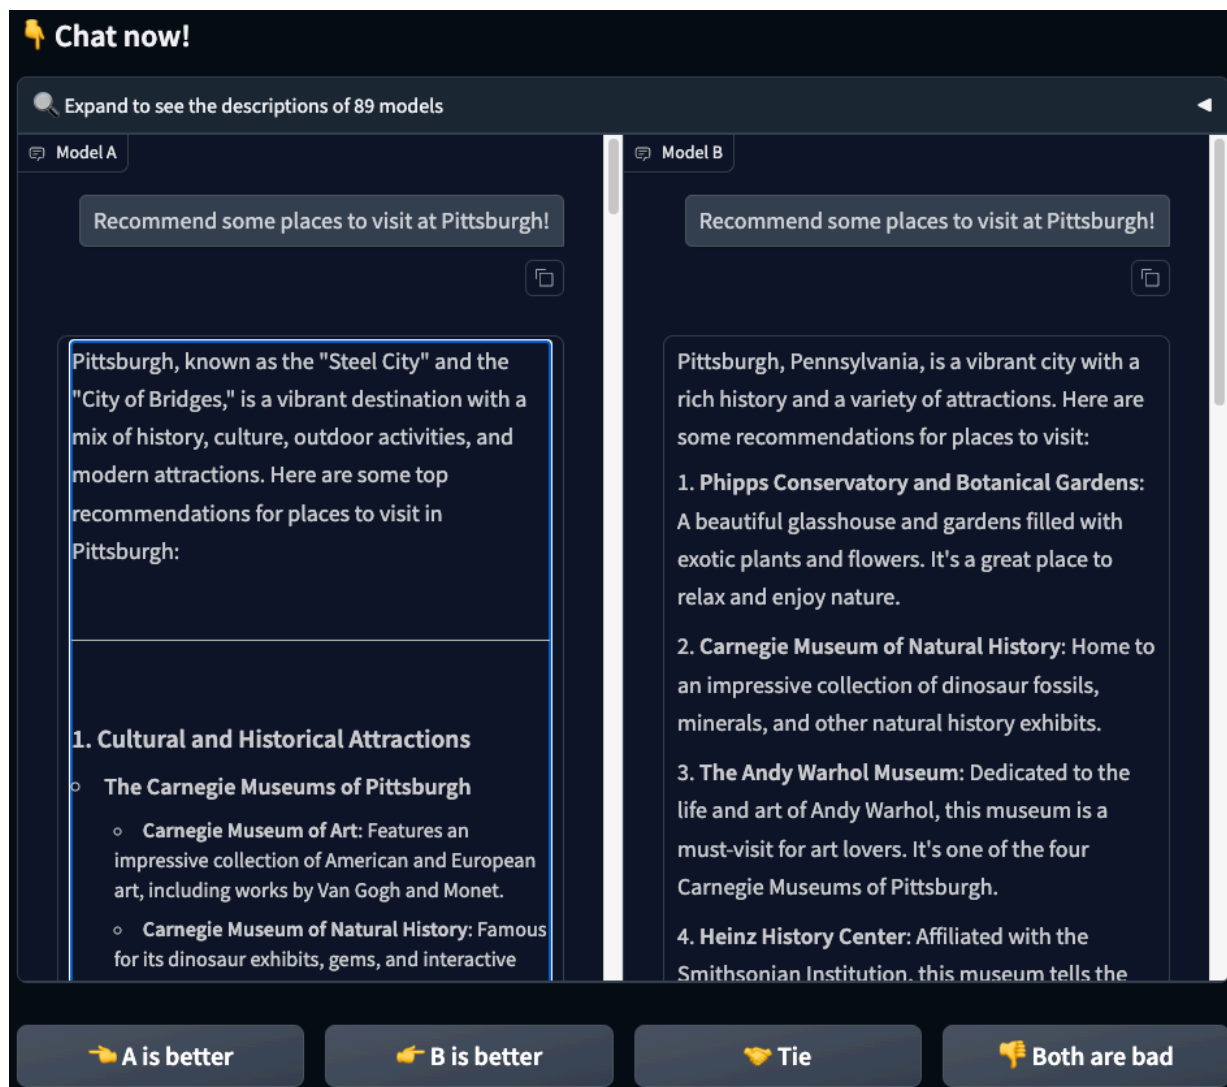 👇 Chat now!
🔍 Expand to see the descriptions of 89 models
Model A
Recommend some places to visit at Pittsburgh!
Pittsburgh, known as the "Steel City" and the
"City of Bridges," is a vibrant destination with a
mix of history, culture, outdoor activities, and
modern attractions. Here are some top
recommendations for places to visit in
Pittsburgh:
1. Cultural and Historical Attractions
The Carnegie Museums of Pittsburgh
Carnegie Museum of Art: Features an
impressive collection of American and European
art, including works by Van Gogh and Monet.
Carnegie Museum of Natural History: Famous
for its dinosaur exhibits, gems, and interactive
Model B
Recommend some places to visit at Pittsburgh!
Pittsburgh, Pennsylvania, is a vibrant city with a
rich history and a variety of attractions. Here are
some recommendations for places to visit:
1. Phipps Conservatory and Botanical Gardens:
A beautiful glasshouse and gardens filled with
exotic plants and flowers. It's a great place to
relax and enjoy nature.
2. Carnegie Museum of Natural History: Home to
an impressive collection of dinosaur fossils,
minerals, and other natural history exhibits.
3. The Andy Warhol Museum: Dedicated to the
life and art of Andy Warhol, this museum is a
must-visit for art lovers. It's one of the four
Carnegie Museums of Pittsburgh.
4. Heinz History Center: Affiliated with the
Smithsonian Institution, this museum tells the
👈 A is better
👉 B is better
🤝 Tie
👎 Both are bad